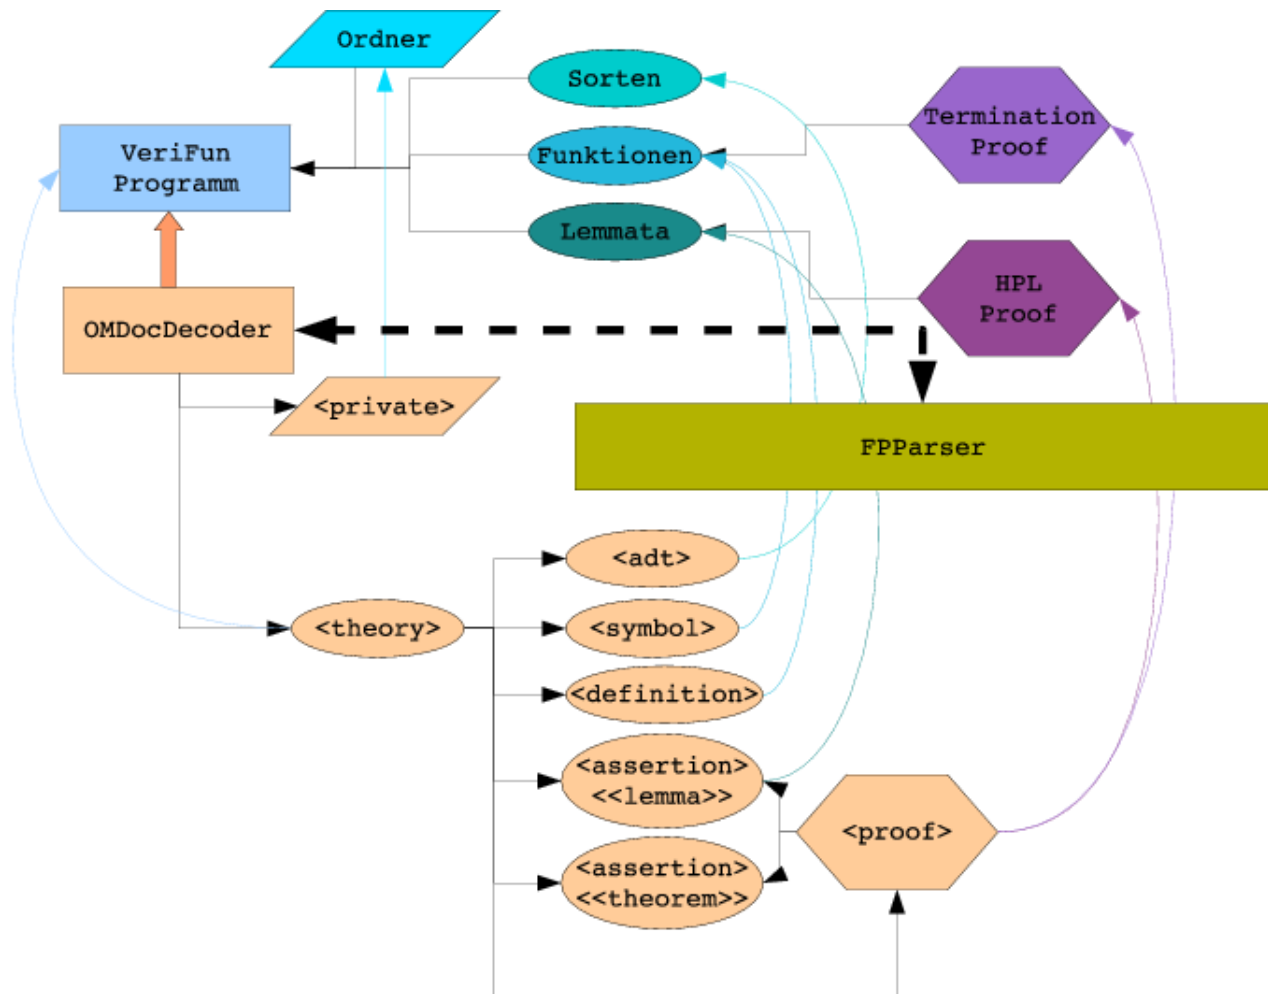 Ordner
Sorten
Termination
Proof
VeriFun
Programm
Funktionen
Lemmata
HPL
Proof
OMDocDecoder
<private>
FPParser
<adt>
<theory>
<symbol>
<definition>
<assertion>
<<lemma>>
<proof>
<assertion>
<<theorem>>